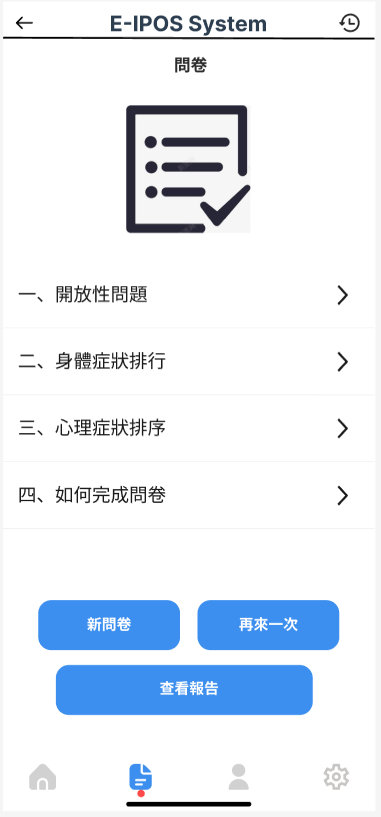 E-IPOS System
問卷
一、開放性問題
二、身體症狀排行
三、心理症狀排序
四、如何完成問卷
新問卷
再來一次
查看報告